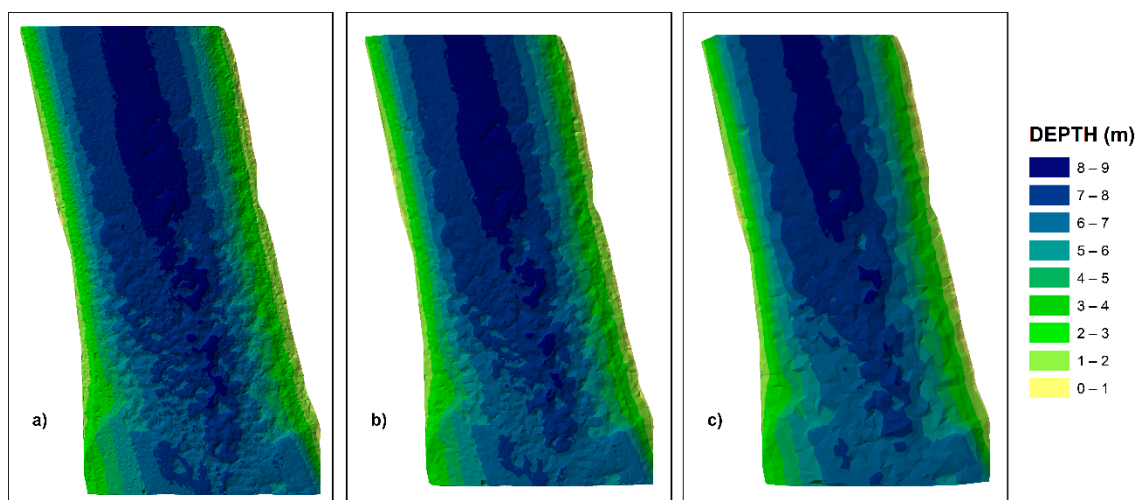 DEPTH (m)
8 – 9
7 – 8
6 – 7
5 – 6
4 – 5
3 – 4
2 – 3
1 – 2
0 – 1
a)
b)
c)